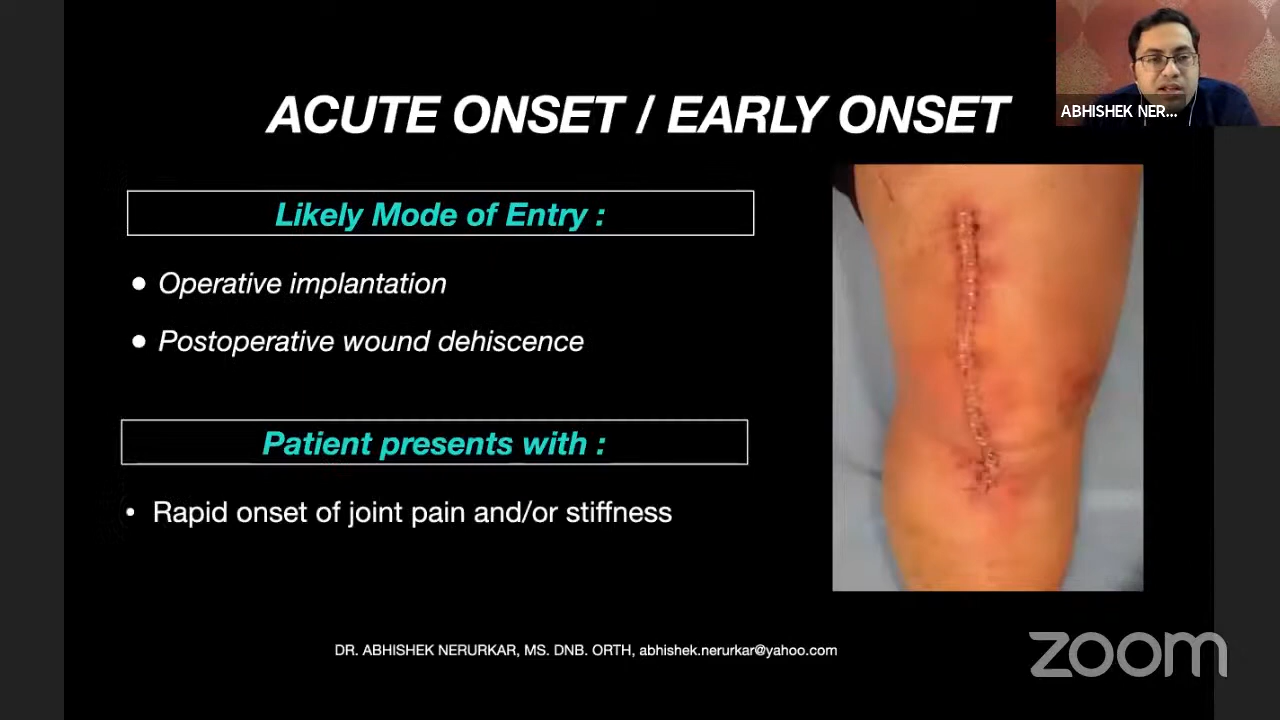 ABHISHEK NER...
ACUTE ONSET / EARLY ONSET
Likely Mode of Entry :
● Operative implantation
● Postoperative wound dehiscence
Patient presents with :
• Rapid onset of joint pain and/or stiffness
DR. ABHISHEK NERURKAR, MS. DNB. ORTH, abhishek.nerurkar@yahoo.com
zoom